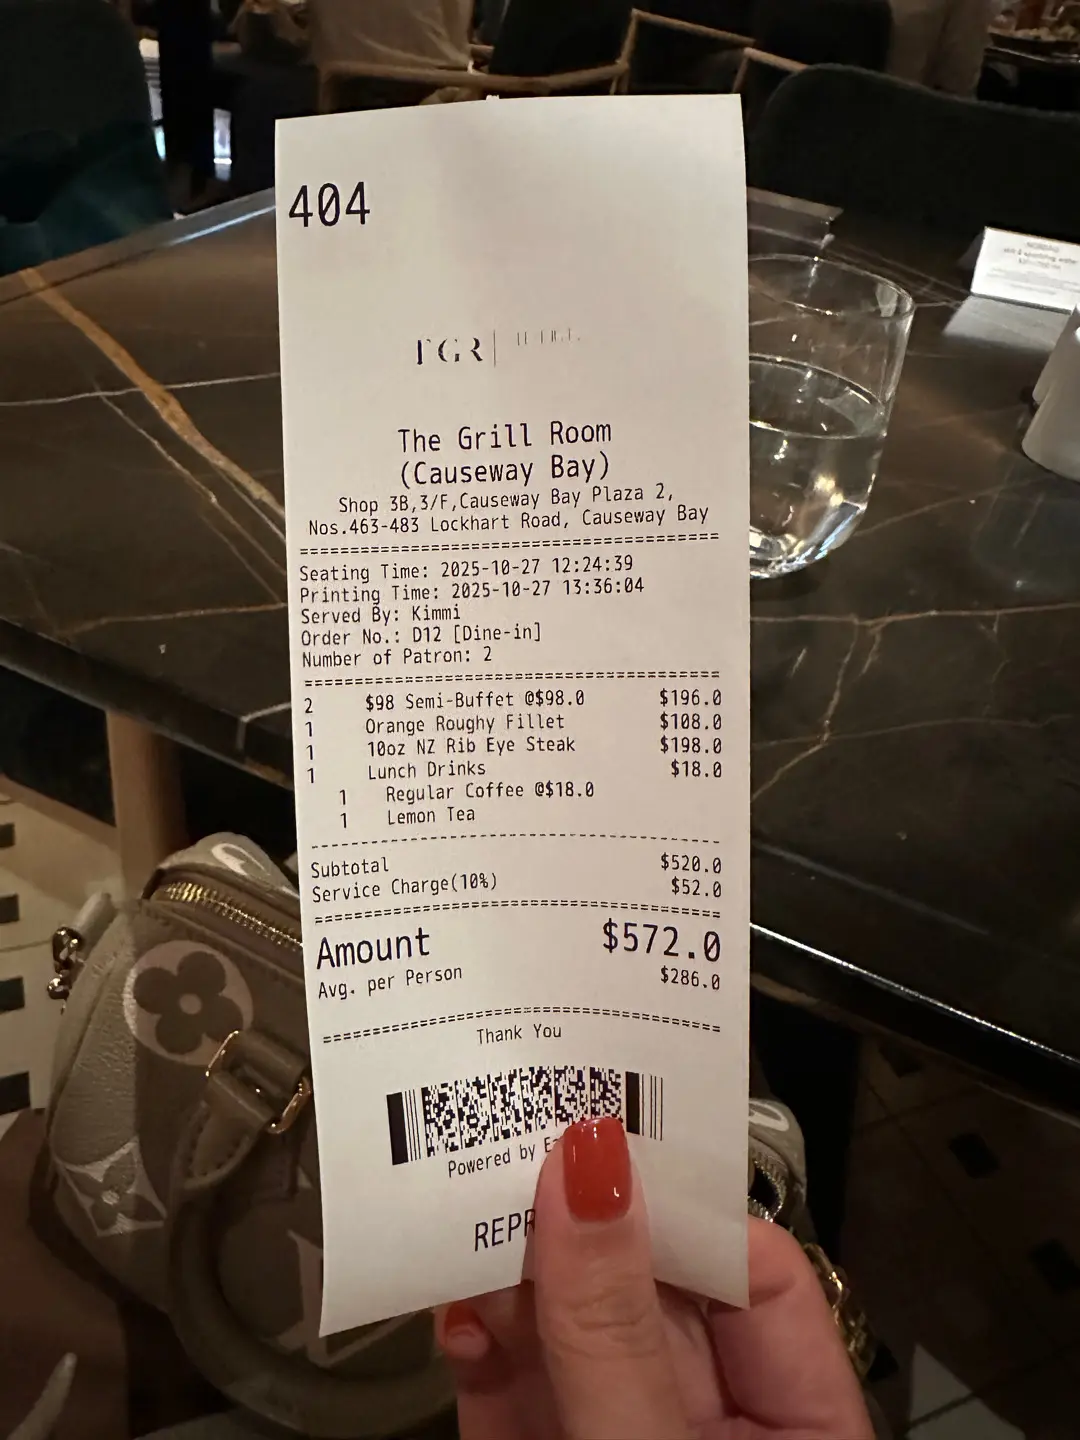 404
TGR
The Grill Room
(Causeway Bay)
Shop 3B,3/F,Causeway Bay Plaza 2,
Nos.463-483 Lockhart Road, Causeway Bay
========================================
Seating Time: 2025-10-27 12:24:39
Printing Time: 2025-10-27 13:36:04
Served By: Kimmi
Order No.: D12 [Dine-in]
Number of Patron: 2
========================================
2 $98 Semi-Buffet @$98.0 $196.0
1 Orange Roughy Fillet $108.0
1 10oz NZ Rib Eye Steak $198.0
1 Lunch Drinks $18.0
1 Regular Coffee @$18.0
1 Lemon Tea
----------------------------------------
Subtotal $520.0
Service Charge(10%) $52.0
========================================
Amount $572.0
Avg. per Person $286.0
========================================
Thank You
Powered by